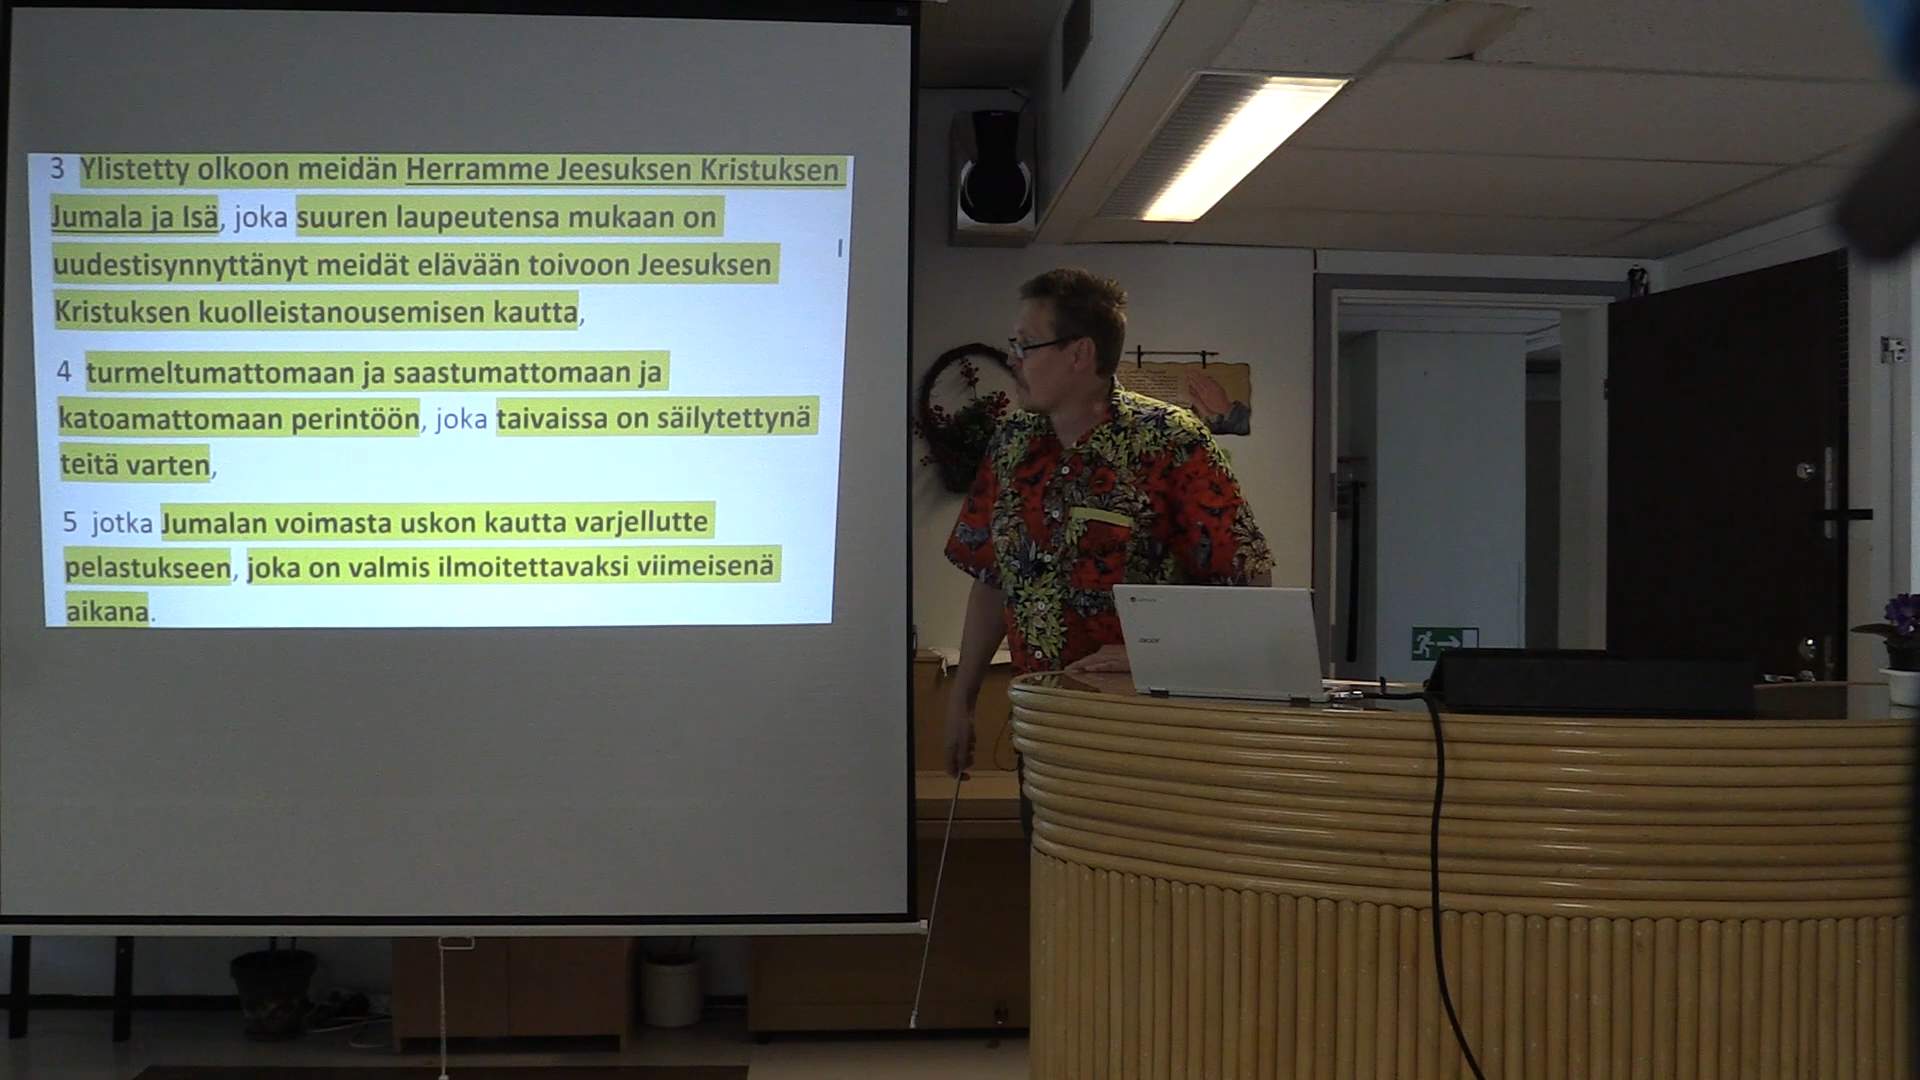 3 Ylistetty olkoon meidän Herramme Jeesuksen Kristuksen
Jumala ja Isä, joka suuren laupeutensa mukaan on
uudestisynnyttänyt meidät elävään toivoon Jeesuksen
Kristuksen kuolleistanousemisen kautta,
4 turmeltumattomaan ja saastumattomaan ja
katoamattomaan perintöön, joka taivaissa on säilytettynä
teitä varten,
5 jotka Jumalan voimasta uskon kautta varjellutte
pelastukseen, joka on valmis ilmoitettavaksi viimeisenä
aikana.
acer